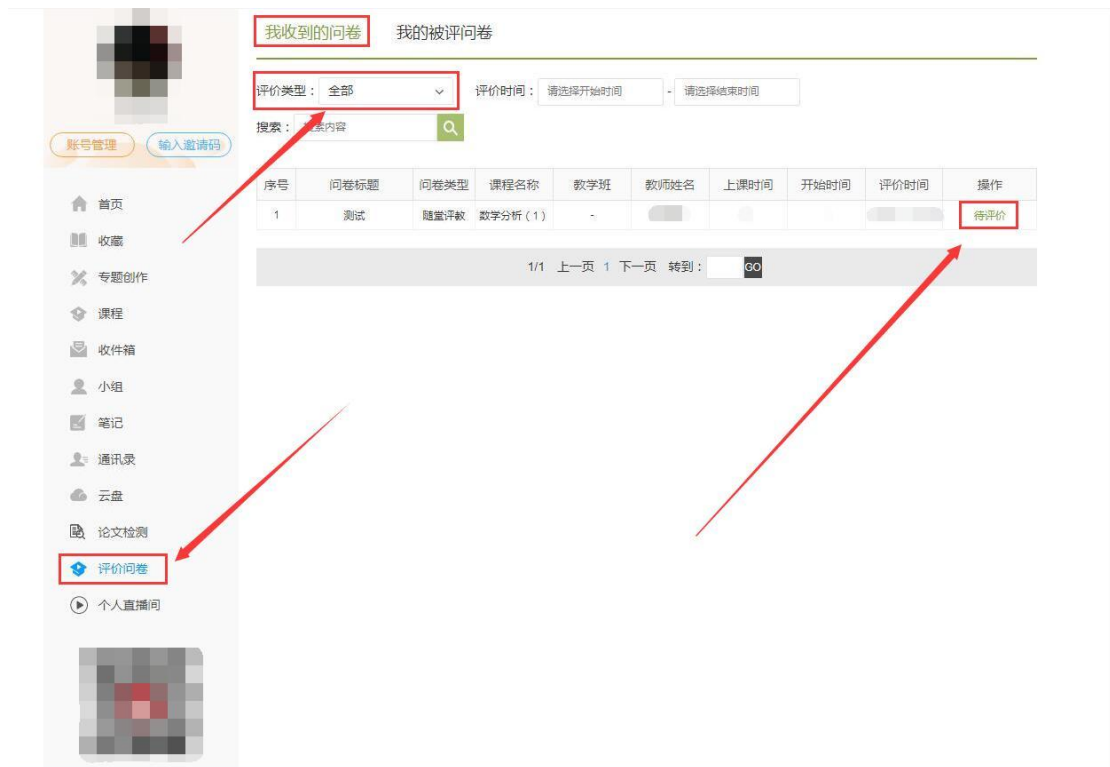 我收到的问卷 我的被评问卷
评价类型： 全部 评价时间： 请选择开始时间 - 请选择结束时间
搜索： 索内容
账号管理 输入邀请码
序号 问卷标题 问卷类型 课程名称 教学班 教师姓名 上课时间 开始时间 评价时间 操作
1 测试 随堂评教 数学分析（1） - 待评价
1/1 上一页 1 下一页 转到： GO
首页
收藏
专题创作
课程
收件箱
小组
笔记
通讯录
云盘
论文检测
评价问卷
个人直播间